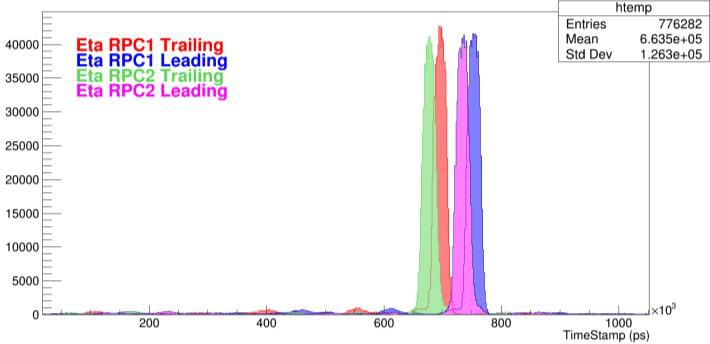 htemp
Entries 776282
Mean 6.635e+05
Std Dev 1.263e+05
Eta RPC1 Trailing
Eta RPC1 Leading
Eta RPC2 Trailing
Eta RPC2 Leading
40000
35000
30000
25000
20000
15000
10000
5000
0
200 400 600 800 1000
×10³
TimeStamp (ps)